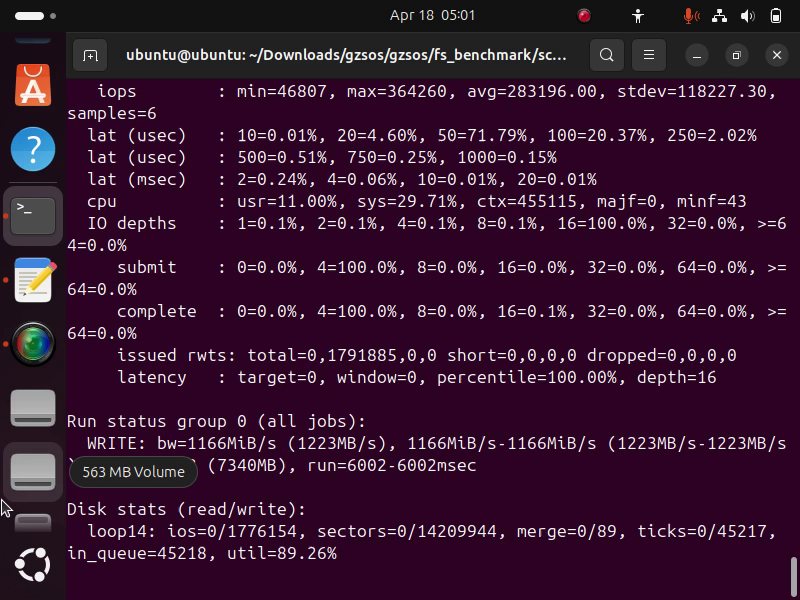 Apr 18 05:01
ubuntu@ubuntu: ~/Downloads/gzsos/gzsos/fs_benchmark/sc...
iops : min=46807, max=364260, avg=283196.00, stdev=118227.30,
samples=6
lat (usec) : 10=0.01%, 20=4.60%, 50=71.79%, 100=20.37%, 250=2.02%
lat (usec) : 500=0.51%, 750=0.25%, 1000=0.15%
lat (msec) : 2=0.24%, 4=0.06%, 10=0.01%, 20=0.01%
cpu : usr=11.00%, sys=29.71%, ctx=455115, majf=0, minf=43
IO depths : 1=0.1%, 2=0.1%, 4=0.1%, 8=0.1%, 16=100.0%, 32=0.0%, >=6
4=0.0%
submit : 0=0.0%, 4=100.0%, 8=0.0%, 16=0.0%, 32=0.0%, 64=0.0%, >=
64=0.0%
complete : 0=0.0%, 4=100.0%, 8=0.0%, 16=0.1%, 32=0.0%, 64=0.0%, >=
64=0.0%
issued rwts: total=0,1791885,0,0 short=0,0,0,0 dropped=0,0,0,0
latency : target=0, window=0, percentile=100.00%, depth=16
Run status group 0 (all jobs):
WRITE: bw=1166MiB/s (1223MB/s), 1166MiB/s-1166MiB/s (1223MB/s-1223MB/s
563 MB Volume (7340MB), run=6002-6002msec
Disk stats (read/write):
loop14: ios=0/1776154, sectors=0/14209944, merge=0/89, ticks=0/45217,
in_queue=45218, util=89.26%